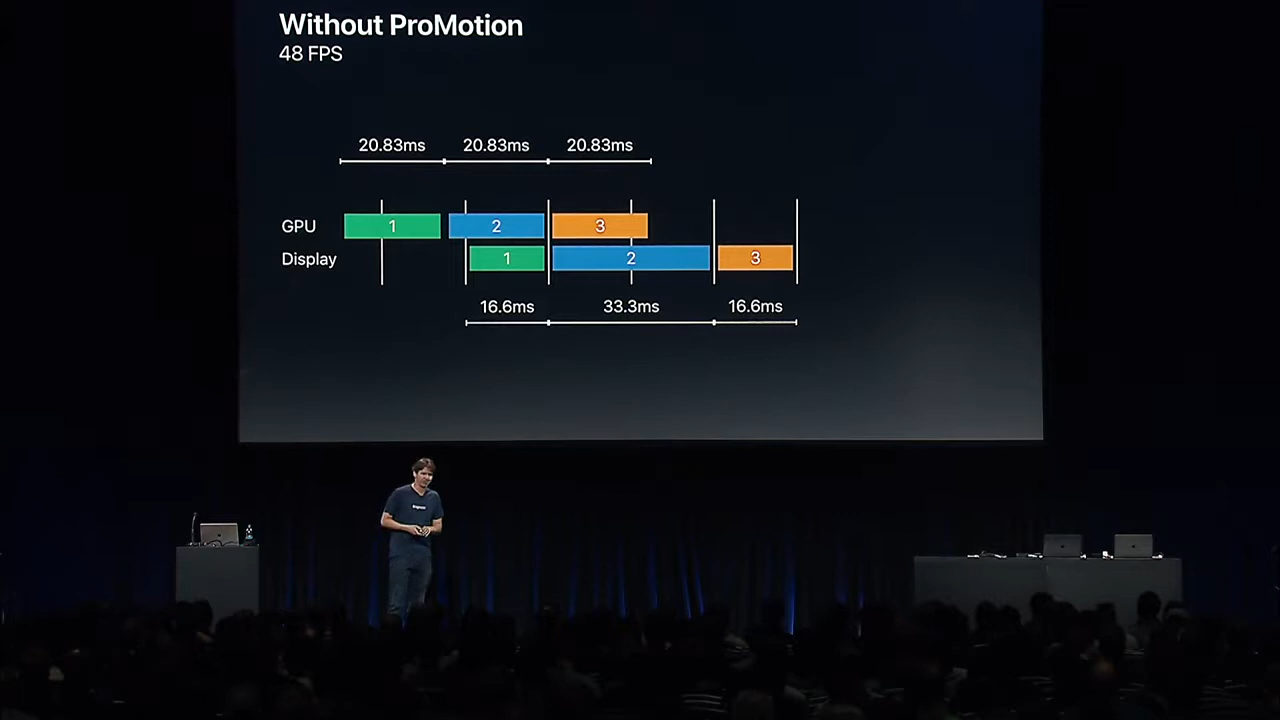 Without ProMotion
48 FPS
20.83ms 20.83ms 20.83ms
GPU 1 2 3
Display 1 2 3
16.6ms 33.3ms 16.6ms